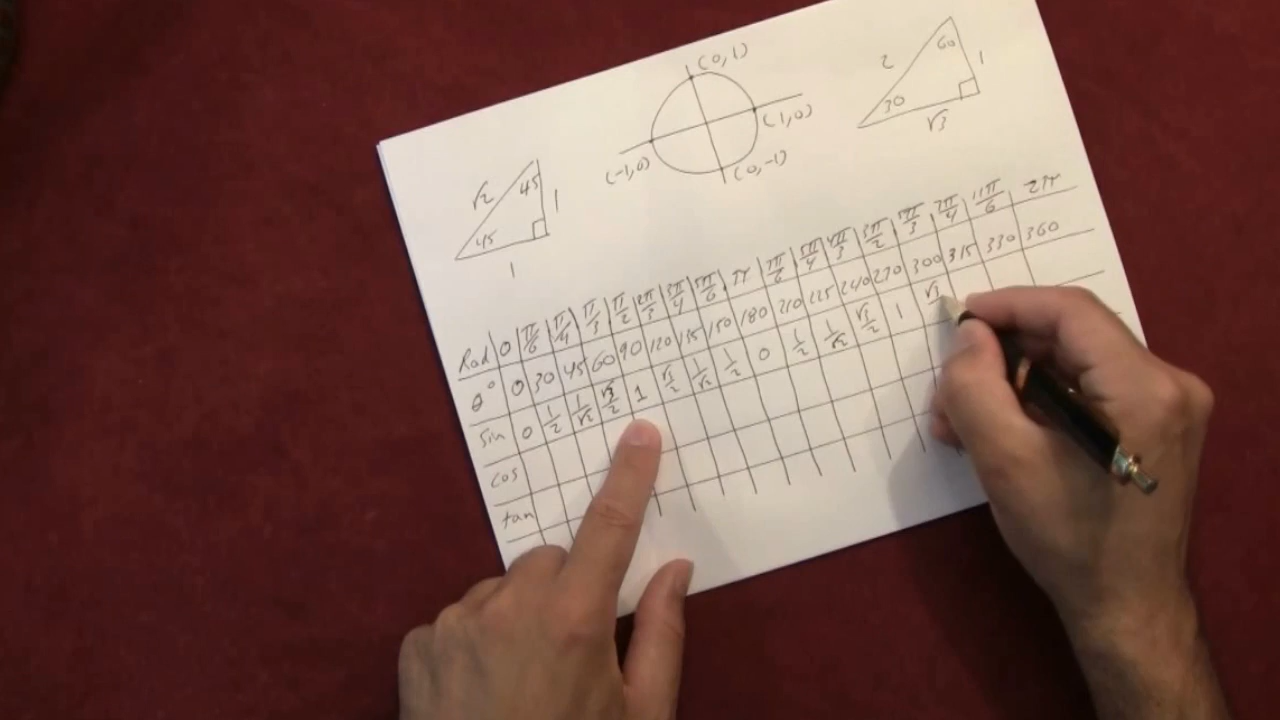 (0,1)
(1,0)
(-1,0)
(0,-1)
2 60 1
30
√3
√2 45 1
45
1
Rad 0 π/6 π/4 π/3 π/2 2π/3 3π/4 5π/6 π 7π/6 5π/4 4π/3 3π/2 5π/3 7π/4 11π/6 2π
θ° 0 30 45 60 90 120 135 150 180 210 225 240 270 300 315 330 360
Sin 0 1/2 1/√2 √3/2 1 √3/2 1/√2 1/2 0 1/2 1/√2 √3/2 1 √3
cos
tan